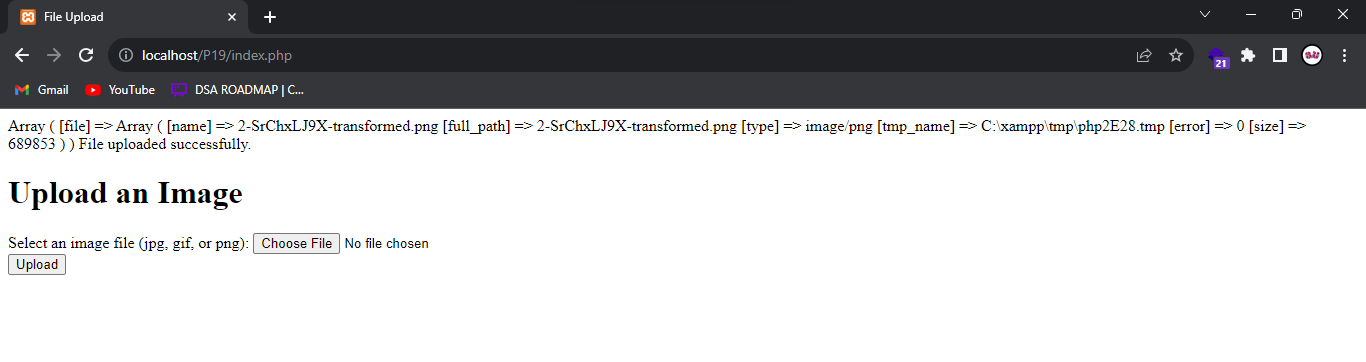 File Upload
localhost/P19/index.php
21
Gmail YouTube DSA ROADMAP | C...
Array ( [file] => Array ( [name] => 2-SrChxLJ9X-transformed.png [full_path] => 2-SrChxLJ9X-transformed.png [type] => image/png [tmp_name] => C:\xampp\tmp\php2E28.tmp [error] => 0 [size] =>
689853 ) ) File uploaded successfully.
Upload an Image
Select an image file (jpg, gif, or png): Choose File No file chosen
Upload